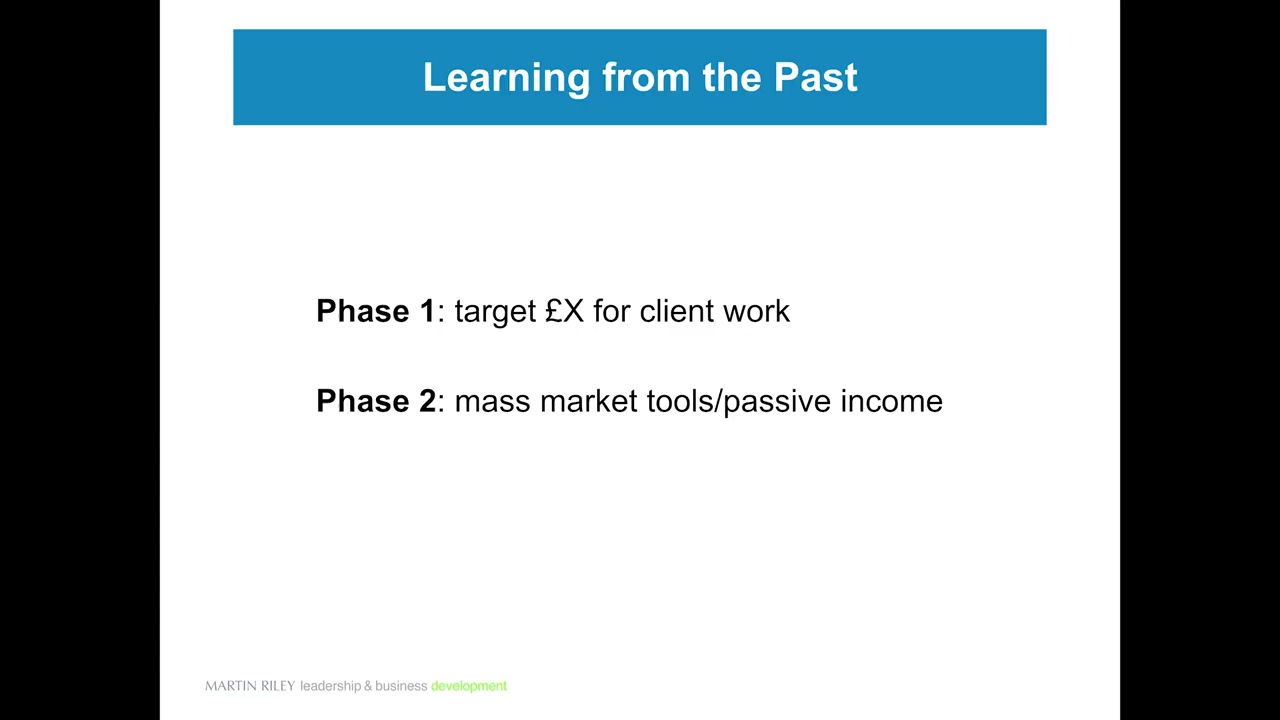 Learning from the Past
Phase 1: target £X for client work
Phase 2: mass market tools/passive income
MARTIN RILEY leadership & business development